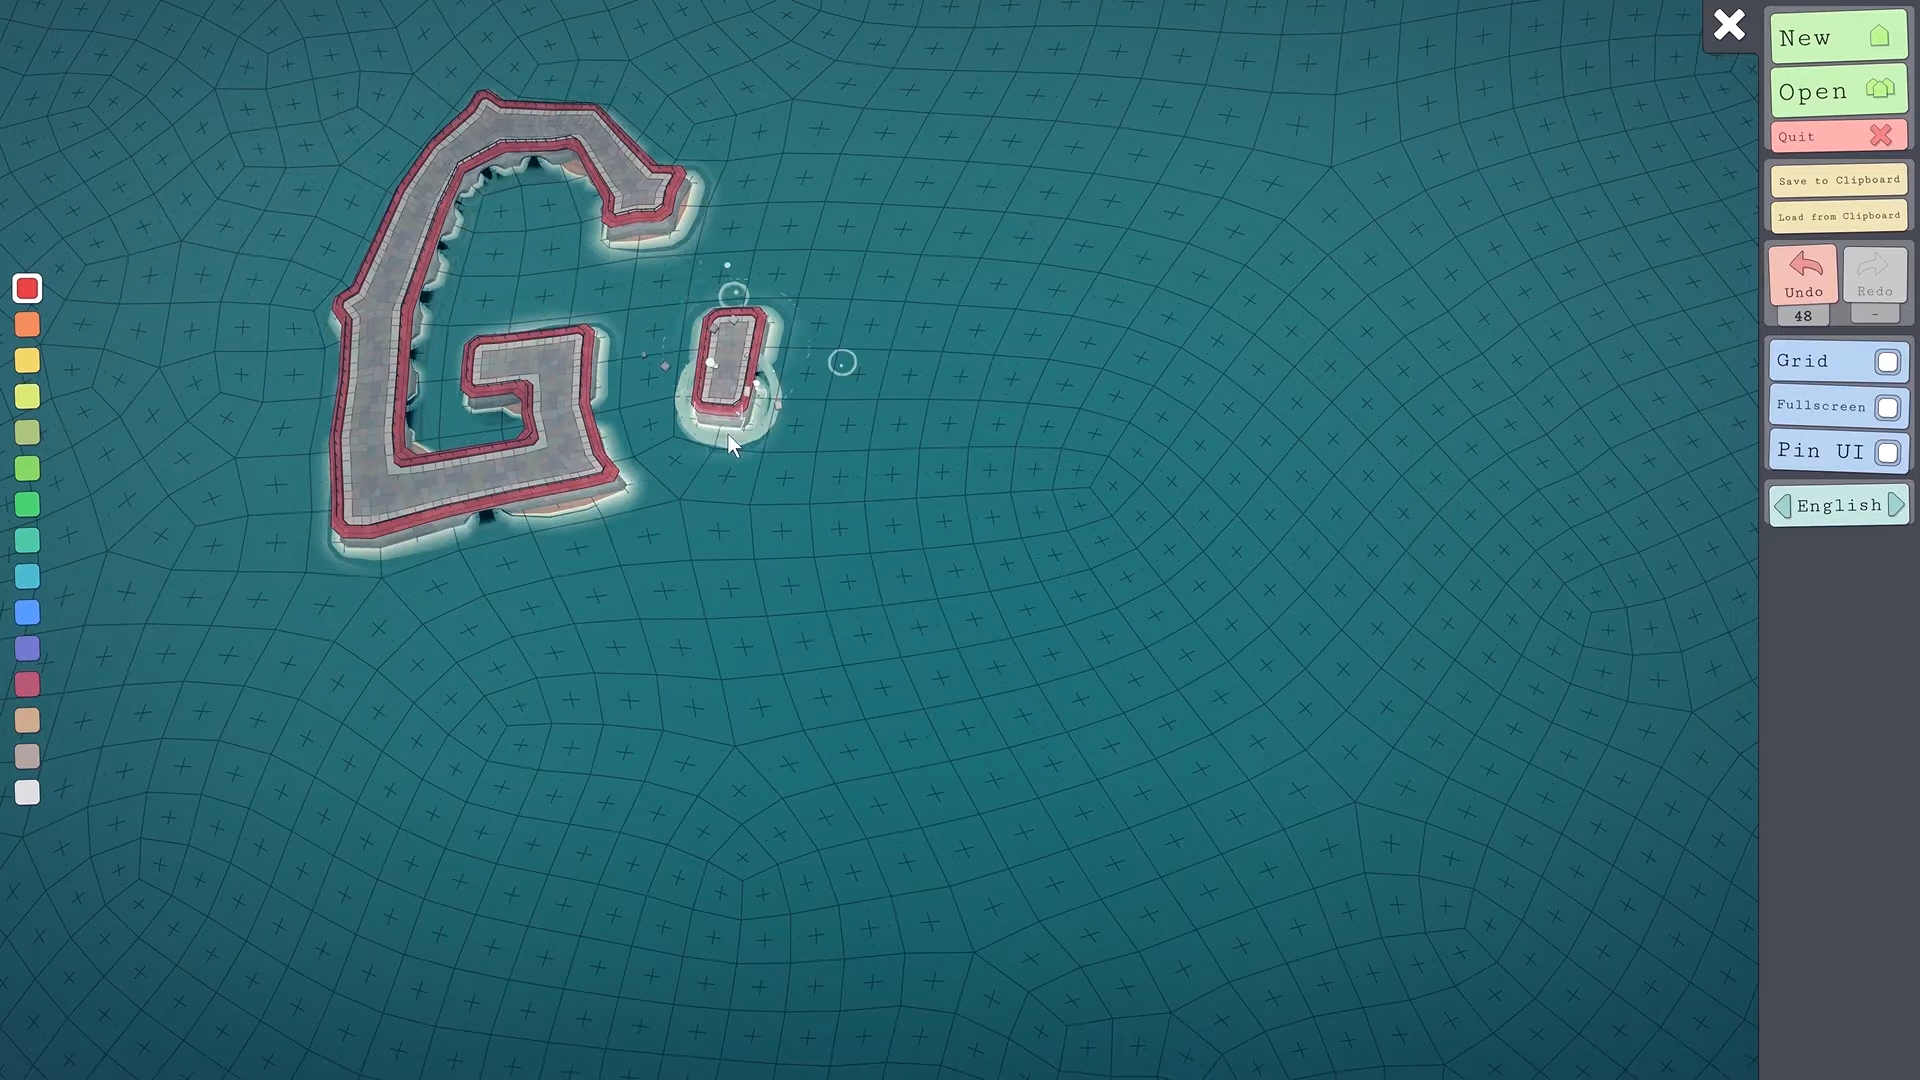 G
New
Open
Quit
Save to Clipboard
Load from Clipboard
Undo
Redo
48
-
Grid
Fullscreen
Pin UI
English